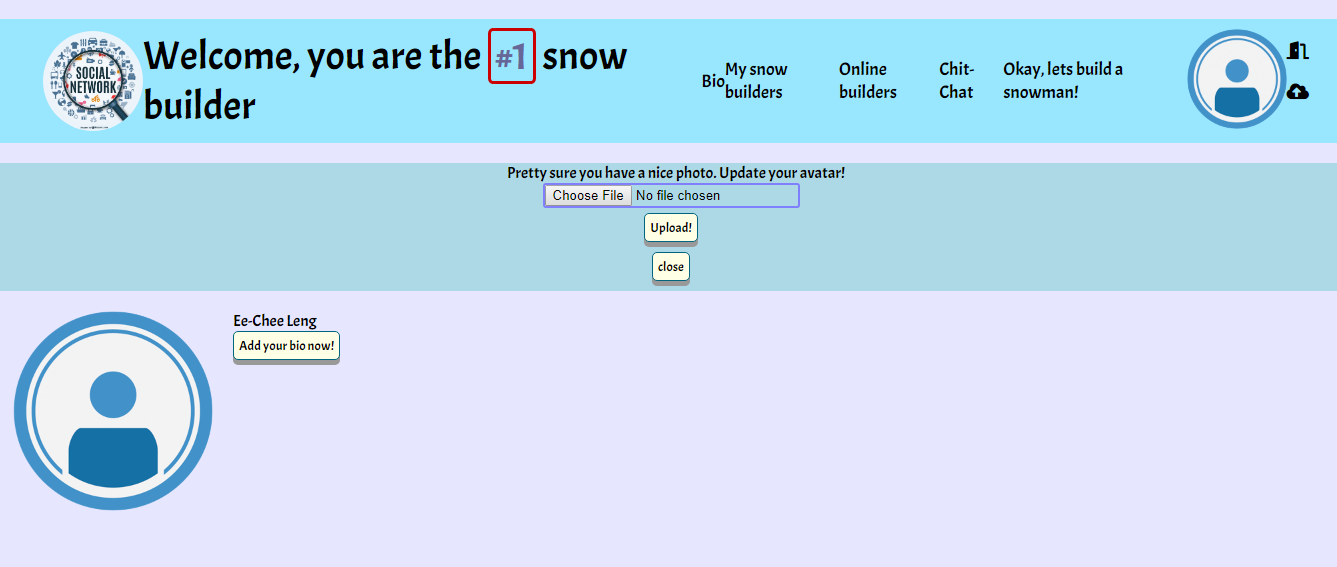 SOCIAL
NETWORK
Welcome, you are the #1 snow
builder
Bio
My snow
builders
Online
builders
Chit-
Chat
Okay, lets build a
snowman!
Pretty sure you have a nice photo. Update your avatar!
Choose File No file chosen
Upload!
close
Ee-Chee Leng
Add your bio now!